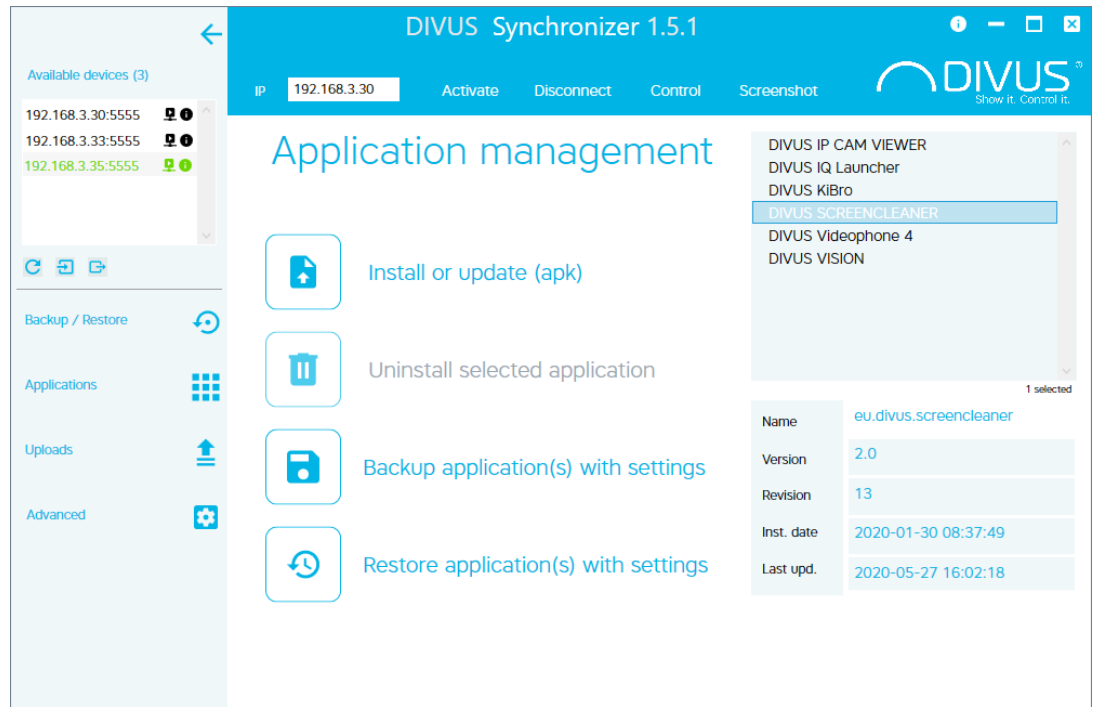 DIVUS Synchronizer 1.5.1
Available devices (3)
IP 192.168.3.30 Activate Disconnect Control Screenshot
DIVUS®
Show it. Control it.
192.168.3.30:5555
192.168.3.33:5555
192.168.3.35:5555
Backup / Restore
Applications
Uploads
Advanced
Application management
Install or update (apk)
Uninstall selected application
Backup application(s) with settings
Restore application(s) with settings
DIVUS IP CAM VIEWER
DIVUS IQ Launcher
DIVUS KiBro
DIVUS SCREENCLEANER
DIVUS Videophone 4
DIVUS VISION
1 selected
Name eu.divus.screencleaner
Version 2.0
Revision 13
Inst. date 2020-01-30 08:37:49
Last upd. 2020-05-27 16:02:18